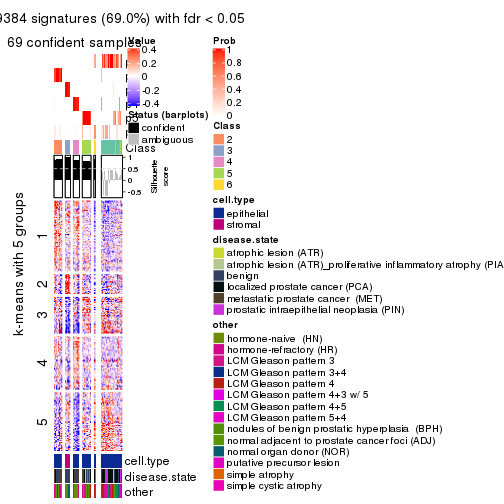 9384 signatures (69.0%) with fdr < 0.05
69 confident samples
Value
0.4
0.2
0
-0.2
-0.4
Status (barplots)
confident
ambiguous
Class
1
0.5
0
-0.5
Silhouette
score
k-means with 5 groups
1
2
3
4
5
cell.type
disease.state
other
Prob
1
0.8
0.6
0.4
0.2
0
Class
2
3
4
5
6
cell.type
epithelial
stromal
disease.state
atrophic lesion (ATR)
atrophic lesion (ATR)_proliferative inflammatory atrophy (PIA
benign
localized prostate cancer (PCA)
metastatic prostate cancer (MET)
prostatic intraepithelial neoplasia (PIN)
other
hormone-naive (HN)
hormone-refractory (HR)
LCM Gleason pattern 3
LCM Gleason pattern 3+4
LCM Gleason pattern 4
LCM Gleason pattern 4+3 w/ 5
LCM Gleason pattern 4+5
LCM Gleason pattern 5+4
nodules of benign prostatic hyperplasia (BPH)
normal adjacent to prostate cancer foci (ADJ)
normal organ donor (NOR)
putative precursor lesion
simple atrophy
simple cystic atrophy